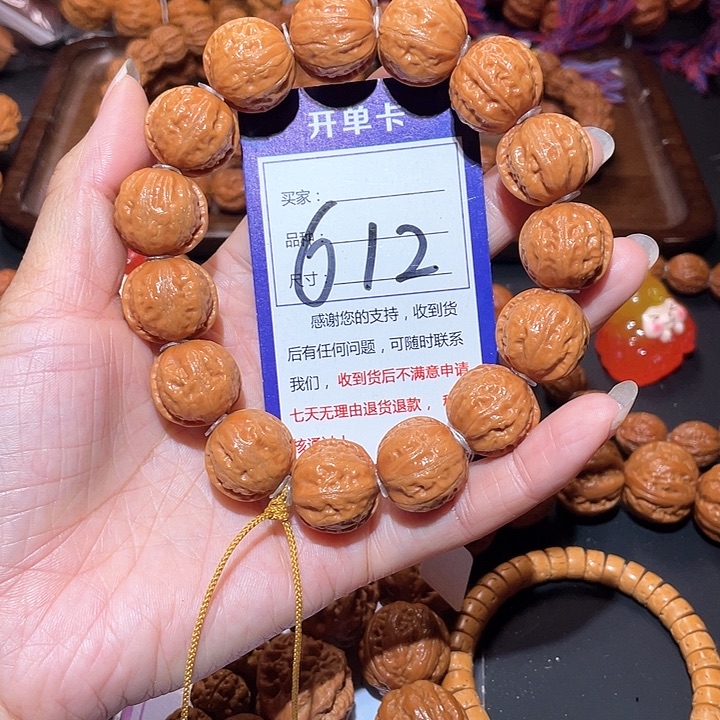 开单卡
买家：
品种：
尺寸：
612
感谢您的支持，收到货
后有任何问题，可随时联系
我们，收到货后不满意申请
七天无理由退货退款，